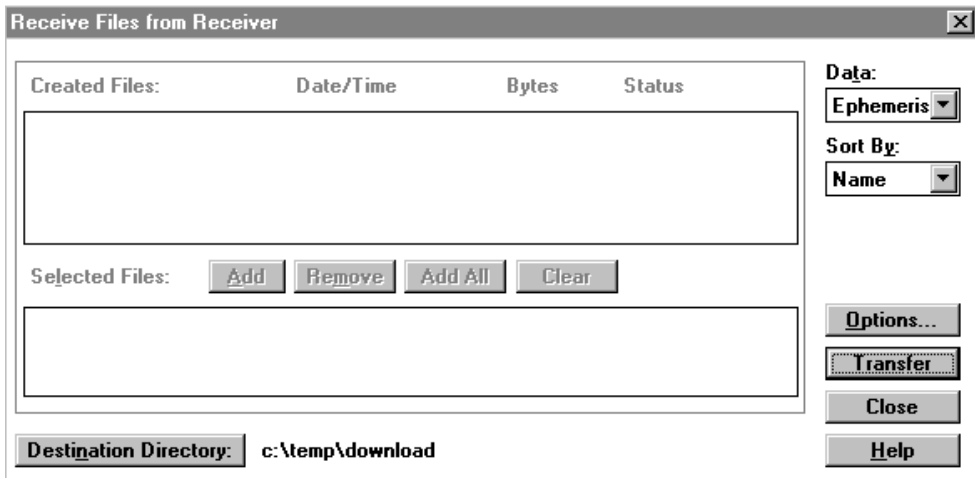 Receive Files from Receiver
Created Files: Date/Time Bytes Status
Data:
Ephemeris
Sort By:
Name
Selected Files: Add Remove Add All Clear
Options...
Transfer
Close
Destination Directory: c:\temp\download
Help